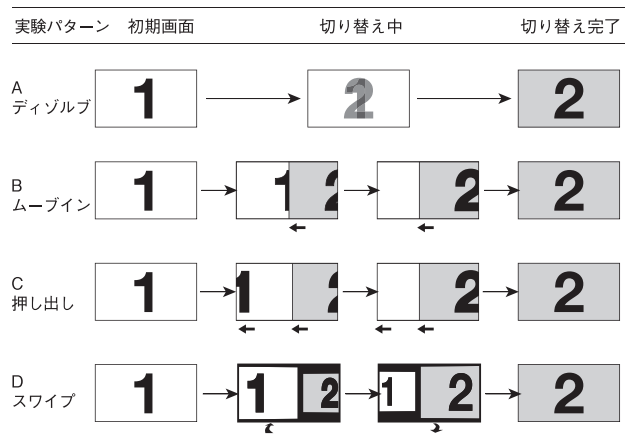 実験パターン 初期画面 切り替え中 切り替え完了
A
ディゾルブ
1 2 2
B
ムーブイン
1 1 2 2 2
C
押し出し
1 1 2 2 2
D
スワイプ
1 1 2 1 2 2